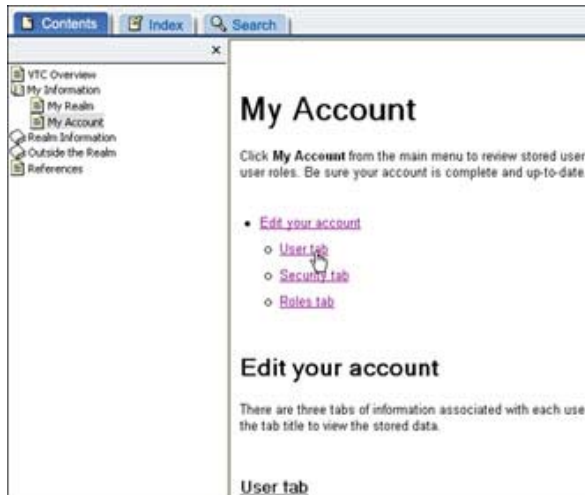 Contents
Index
Search
x
VTC Overview
My Information
My Realm
My Account
Realm Information
Outside the Realm
References
My Account
Click My Account from the main menu to review stored user
user roles. Be sure your account is complete and up-to-date
Edit your account
User tab
Security tab
Roles tab
Edit your account
There are three tabs of information associated with each use
the tab title to view the stored data.
User tab